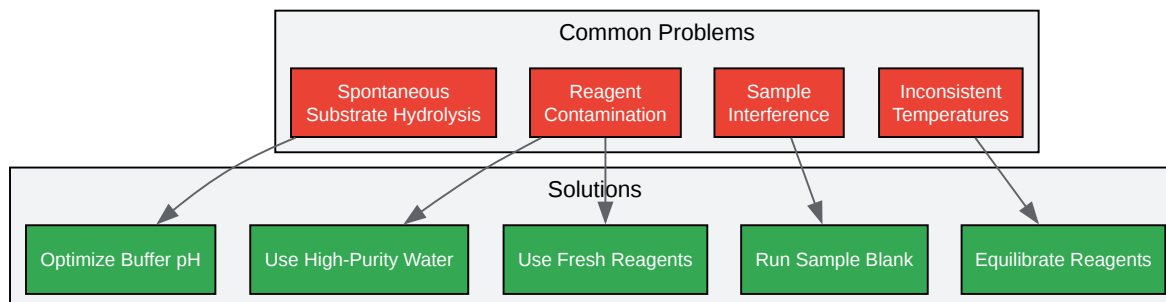 Common Problems
Spontaneous
Substrate Hydrolysis
Reagent
Contamination
Sample
Interference
Inconsistent
Temperatures
Solutions
Optimize Buffer pH
Use High-Purity Water
Use Fresh Reagents
Run Sample Blank
Equilibrate Reagents